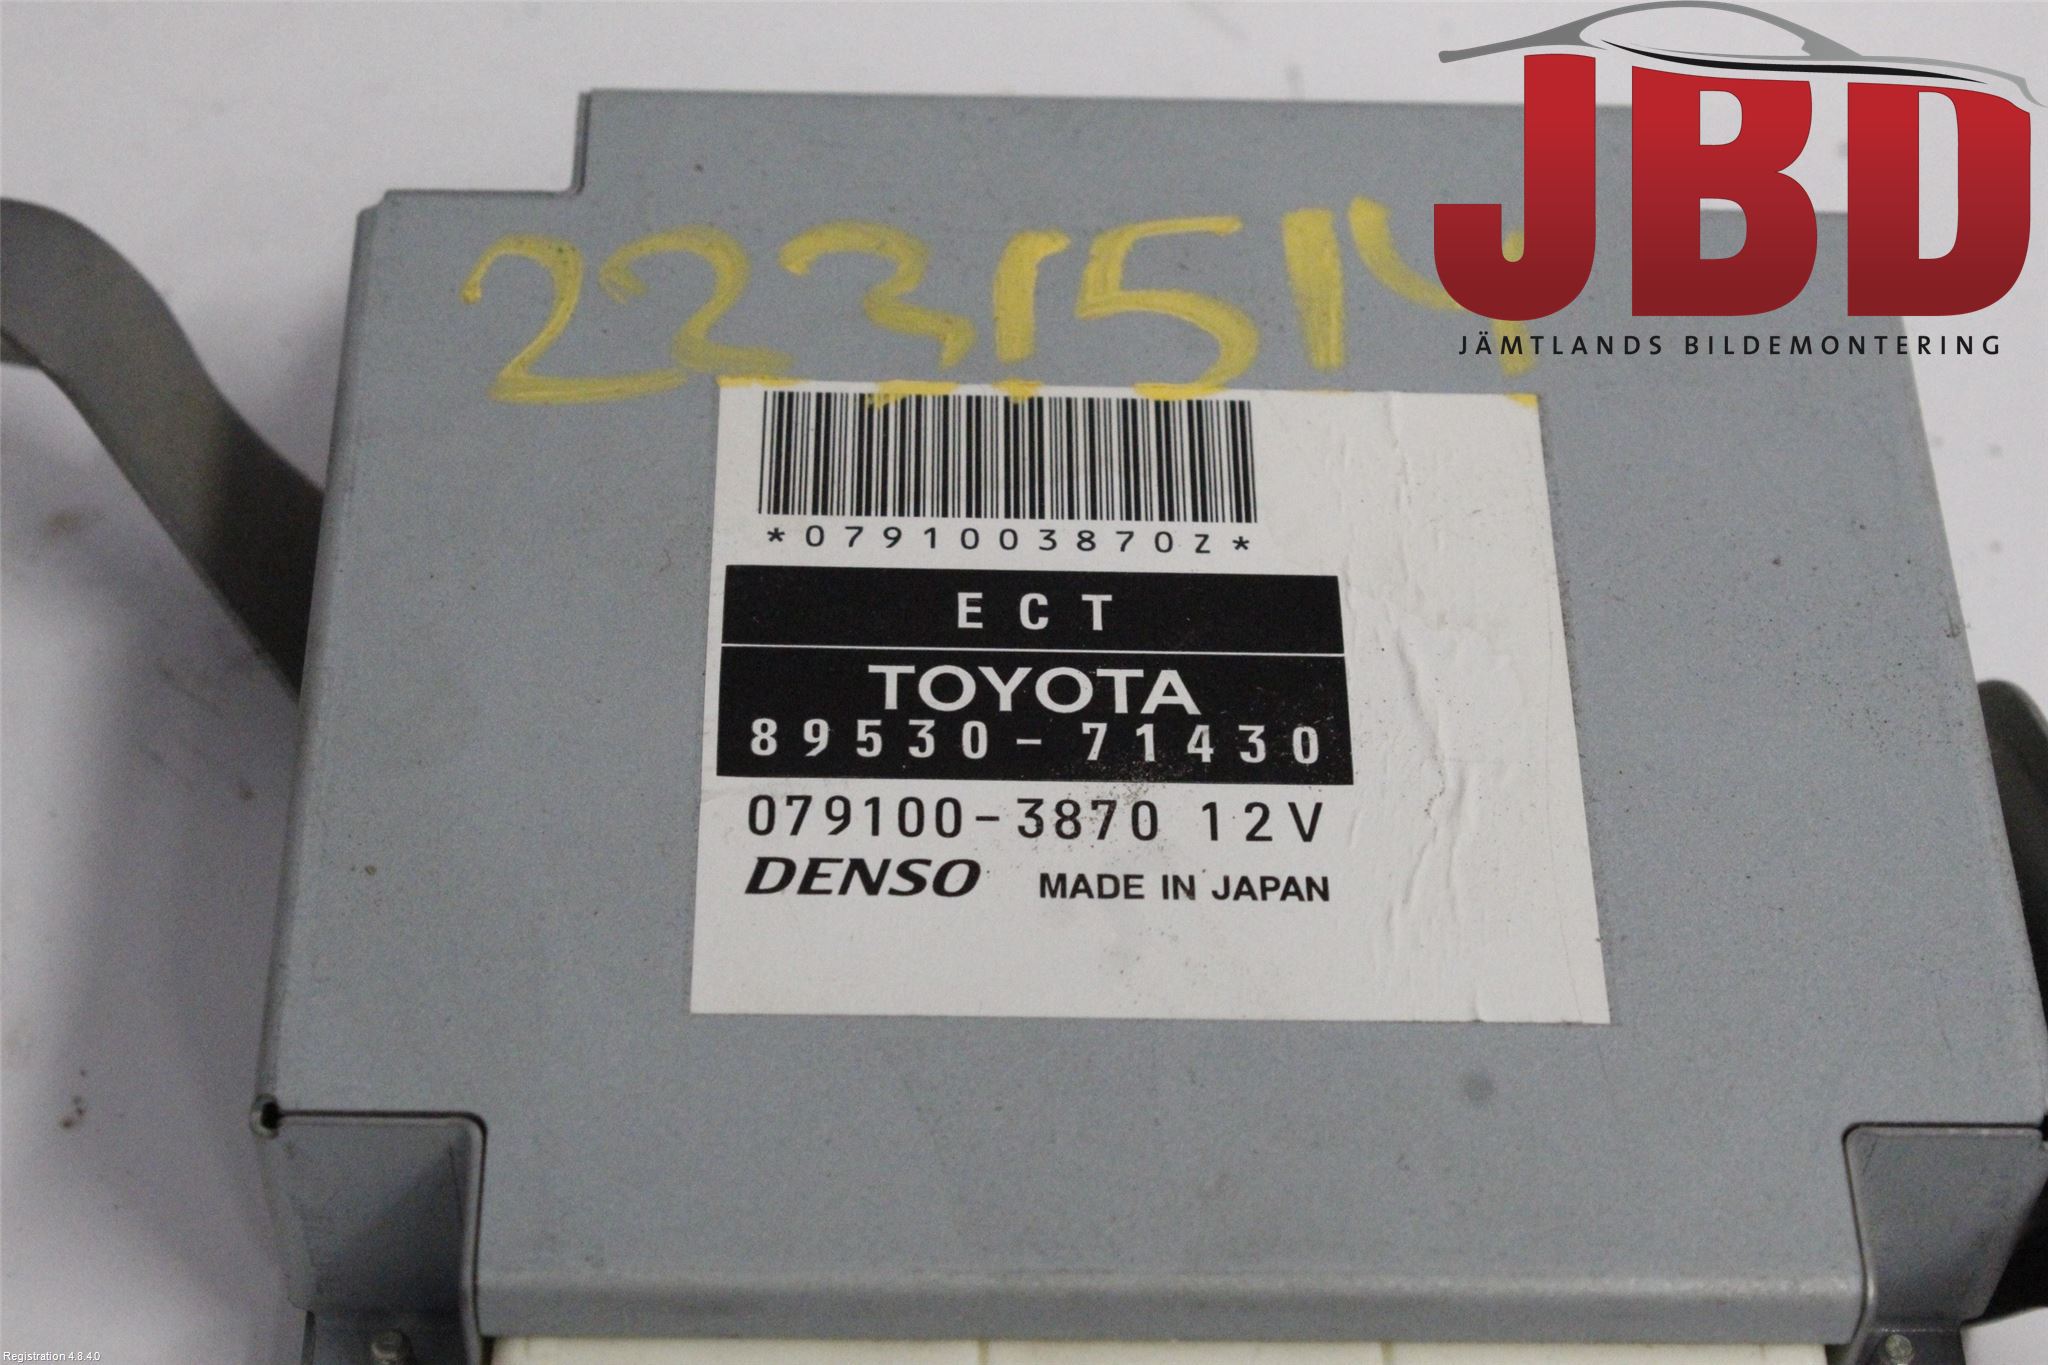 JBD
JÄMTLANDS BILDEMONTERING
2231514
*0791003870Z*
ECT
TOYOTA
89530-71430
079100-3870 12V
DENSO MADE IN JAPAN
Registration 4.8.4.0